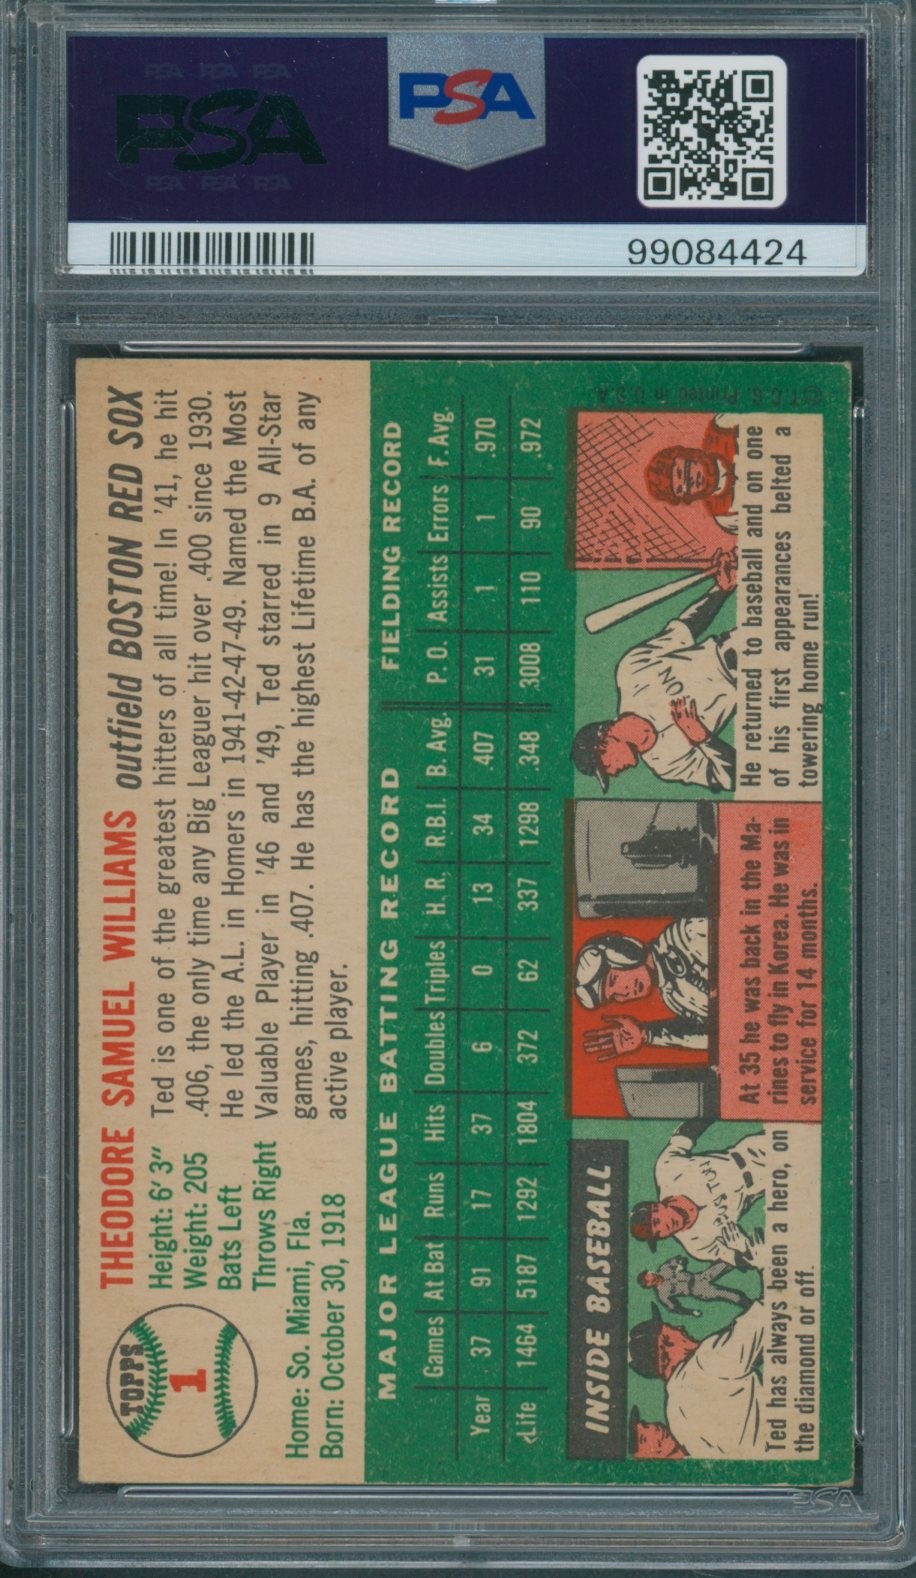 PSA PSA PSA
PSA
PSA PSA PSA
PSA
99084424
TOPPS
1
THEODORE SAMUEL WILLIAMS outfield BOSTON RED SOX
Height: 6' 3"
Weight: 205
Bats Left
Throws Right
Home: So. Miami, Fla.
Born: October 30, 1918
Ted is one of the greatest hitters of all time! In '41, he hit
.406, the only time any Big Leaguer hit over .400 since 1930.
He led the A.L. in Homers in 1941-42-47-49. Named the Most
Valuable Player in '46 and '49, Ted starred in 9 All-Star
games, hitting .407. He has the highest Lifetime B.A. of any
active player.
MAJOR LEAGUE BATTING RECORD FIELDING RECORD
Games At Bat Runs Hits Doubles Triples H. R. R.B.I. B. Avg. P. O. Assists Errors F. Avg.
Year 37 91 17 37 6 0 13 34 .407 31 1 1 .970
Life 1464 5187 1292 1804 372 62 337 1298 .348 3008 110 90 .972
INSIDE BASEBALL
Ted has always been a hero, on
the diamond or off.
At 35 he was back in the Ma-
rines to fly in Korea. He was in
service for 14 months.
He returned to baseball and on one
of his first appearances belted a
towering home run!
©T.C.G. Printed in U.S.A.
PSA